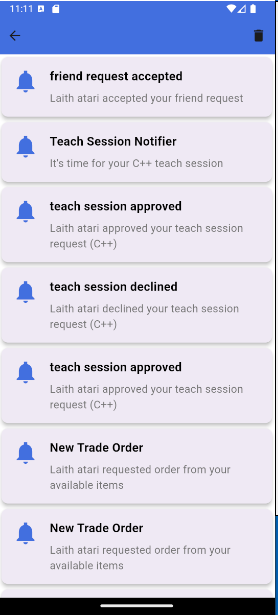 11:11
friend request accepted
Laith atari accepted your friend request
Teach Session Notifier
It's time for your C++ teach session
teach session approved
Laith atari approved your teach session
request (C++)
teach session declined
Laith atari declined your teach session
request (C++)
teach session approved
Laith atari approved your teach session
request (C++)
New Trade Order
Laith atari requested order from your
available items
New Trade Order
Laith atari requested order from your
available items